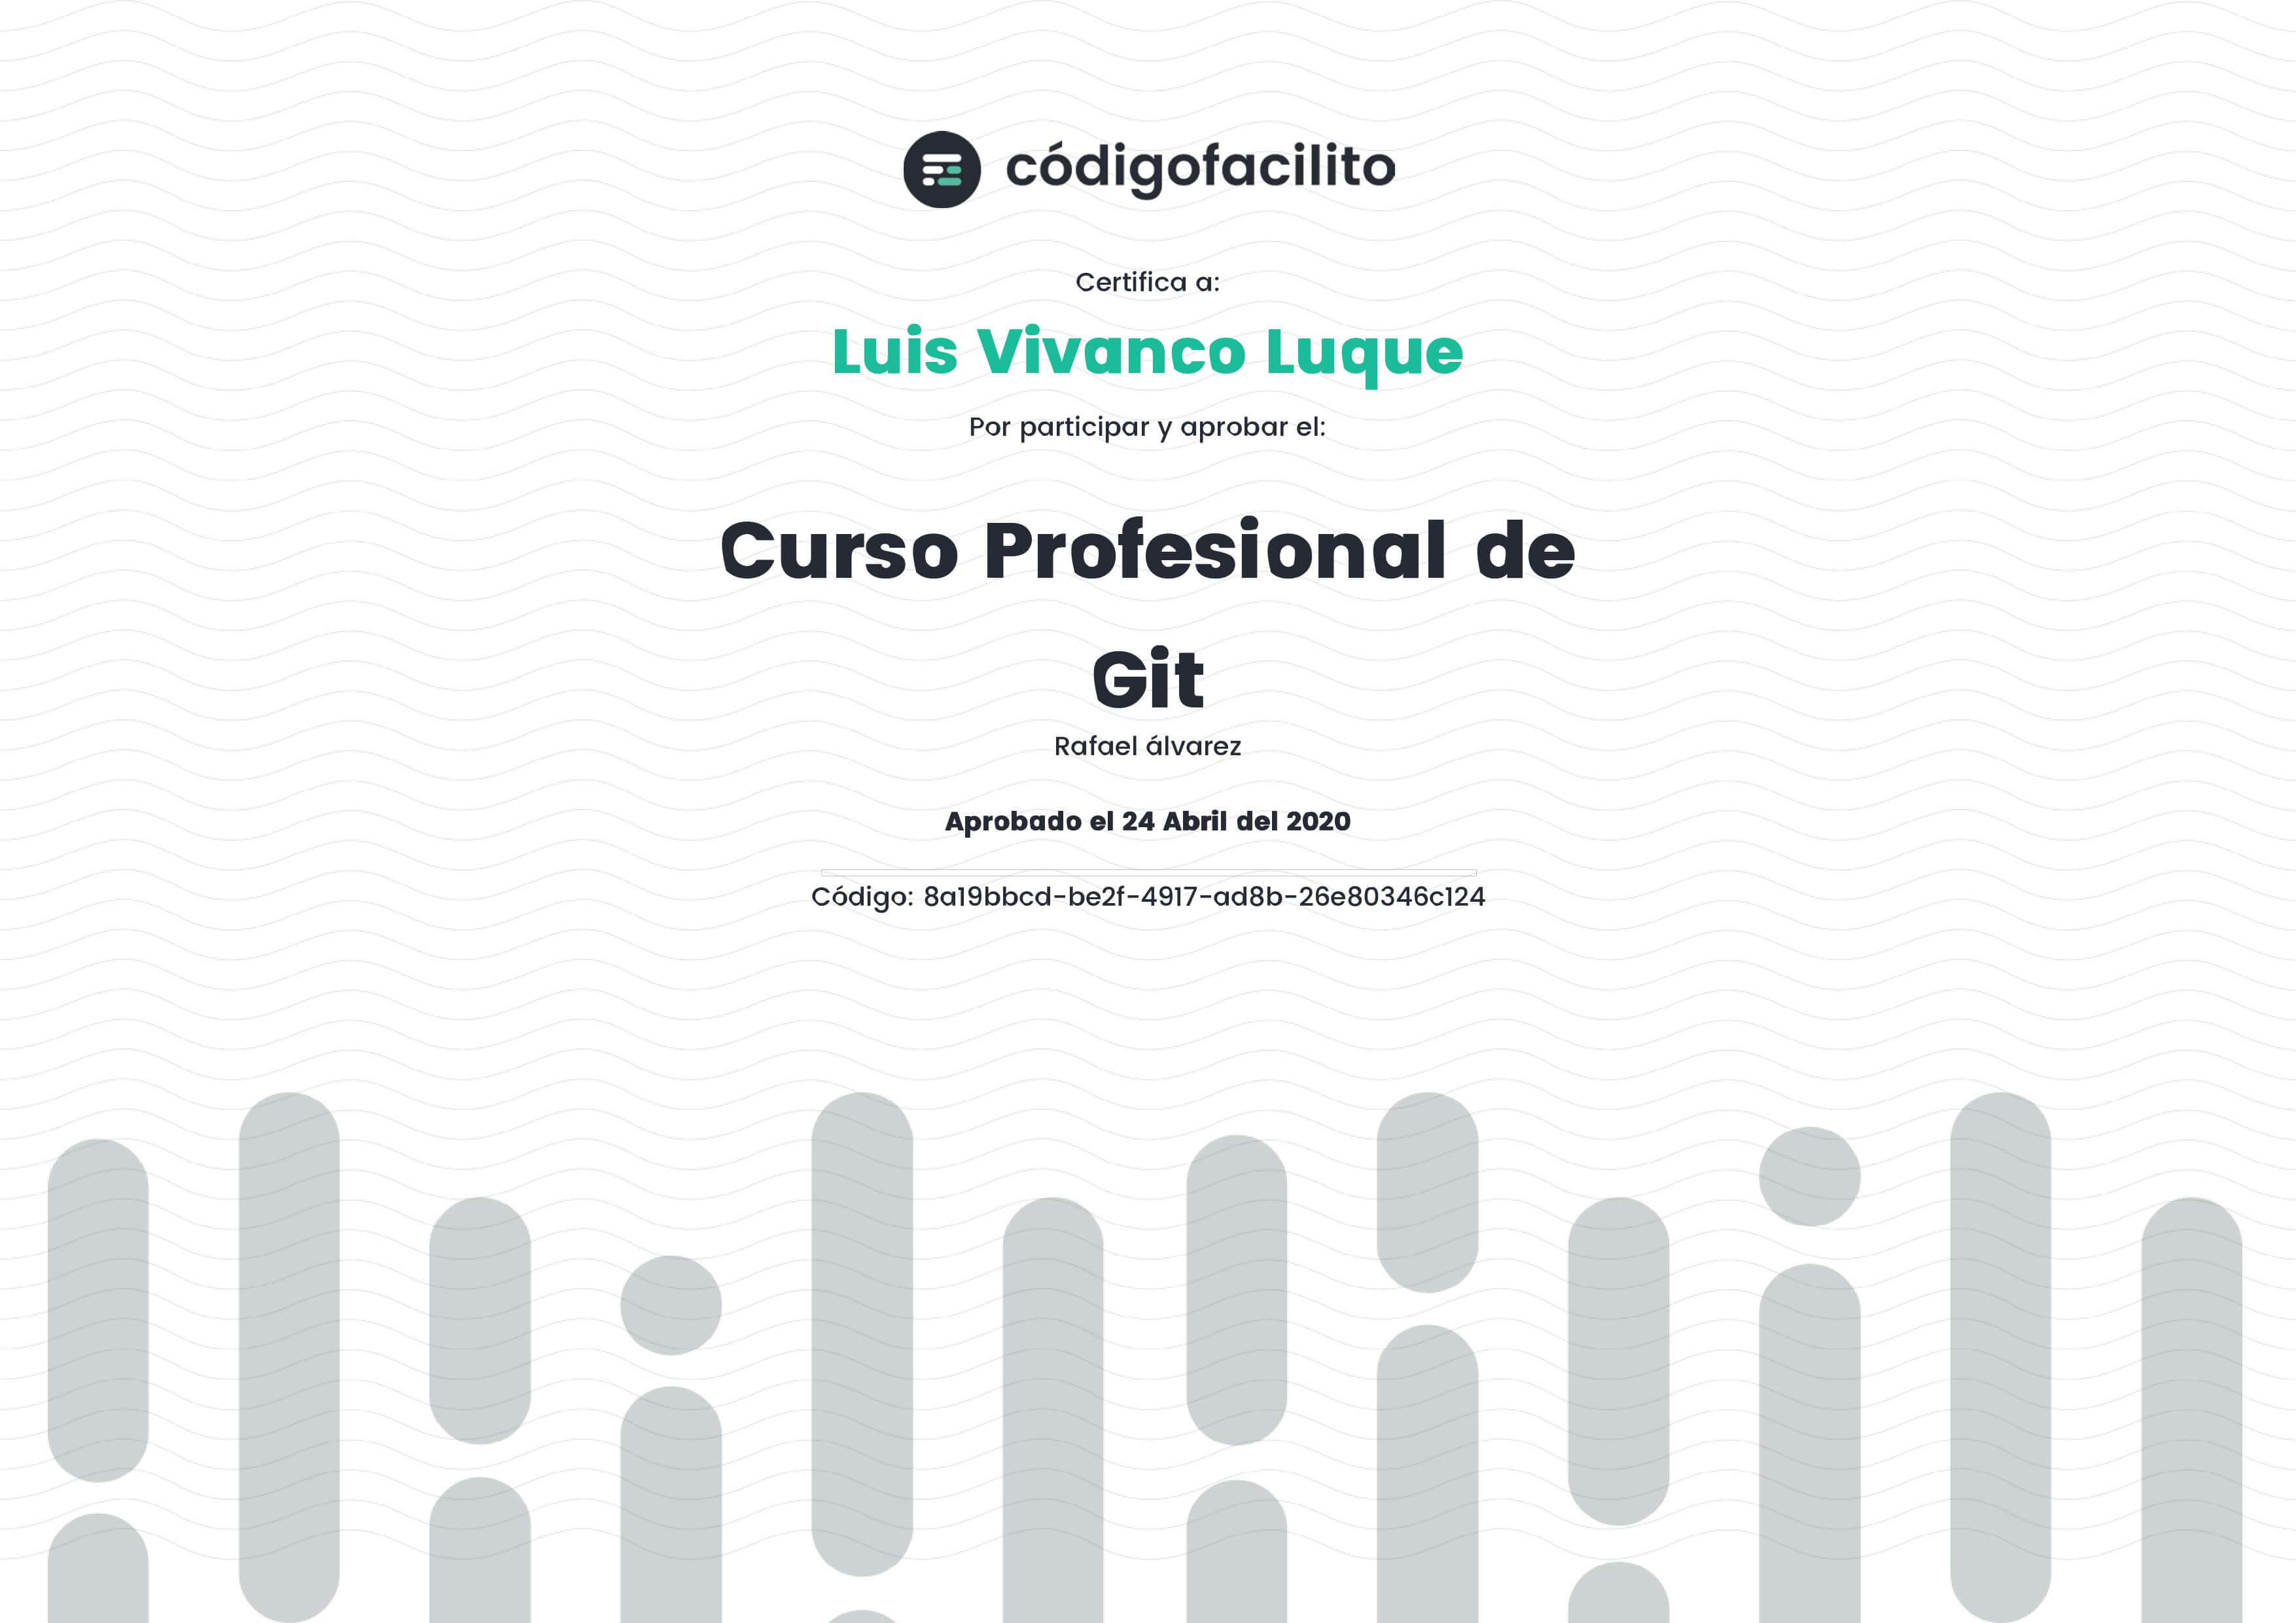 códigofacilito
Certifica a:
Luis Vivanco Luque
Por participar y aprobar el:
Curso Profesional de
Git
Rafael álvarez
Aprobado el 24 Abril del 2020
Código: 8a19bbcd-be2f-4917-ad8b-26e80346c124